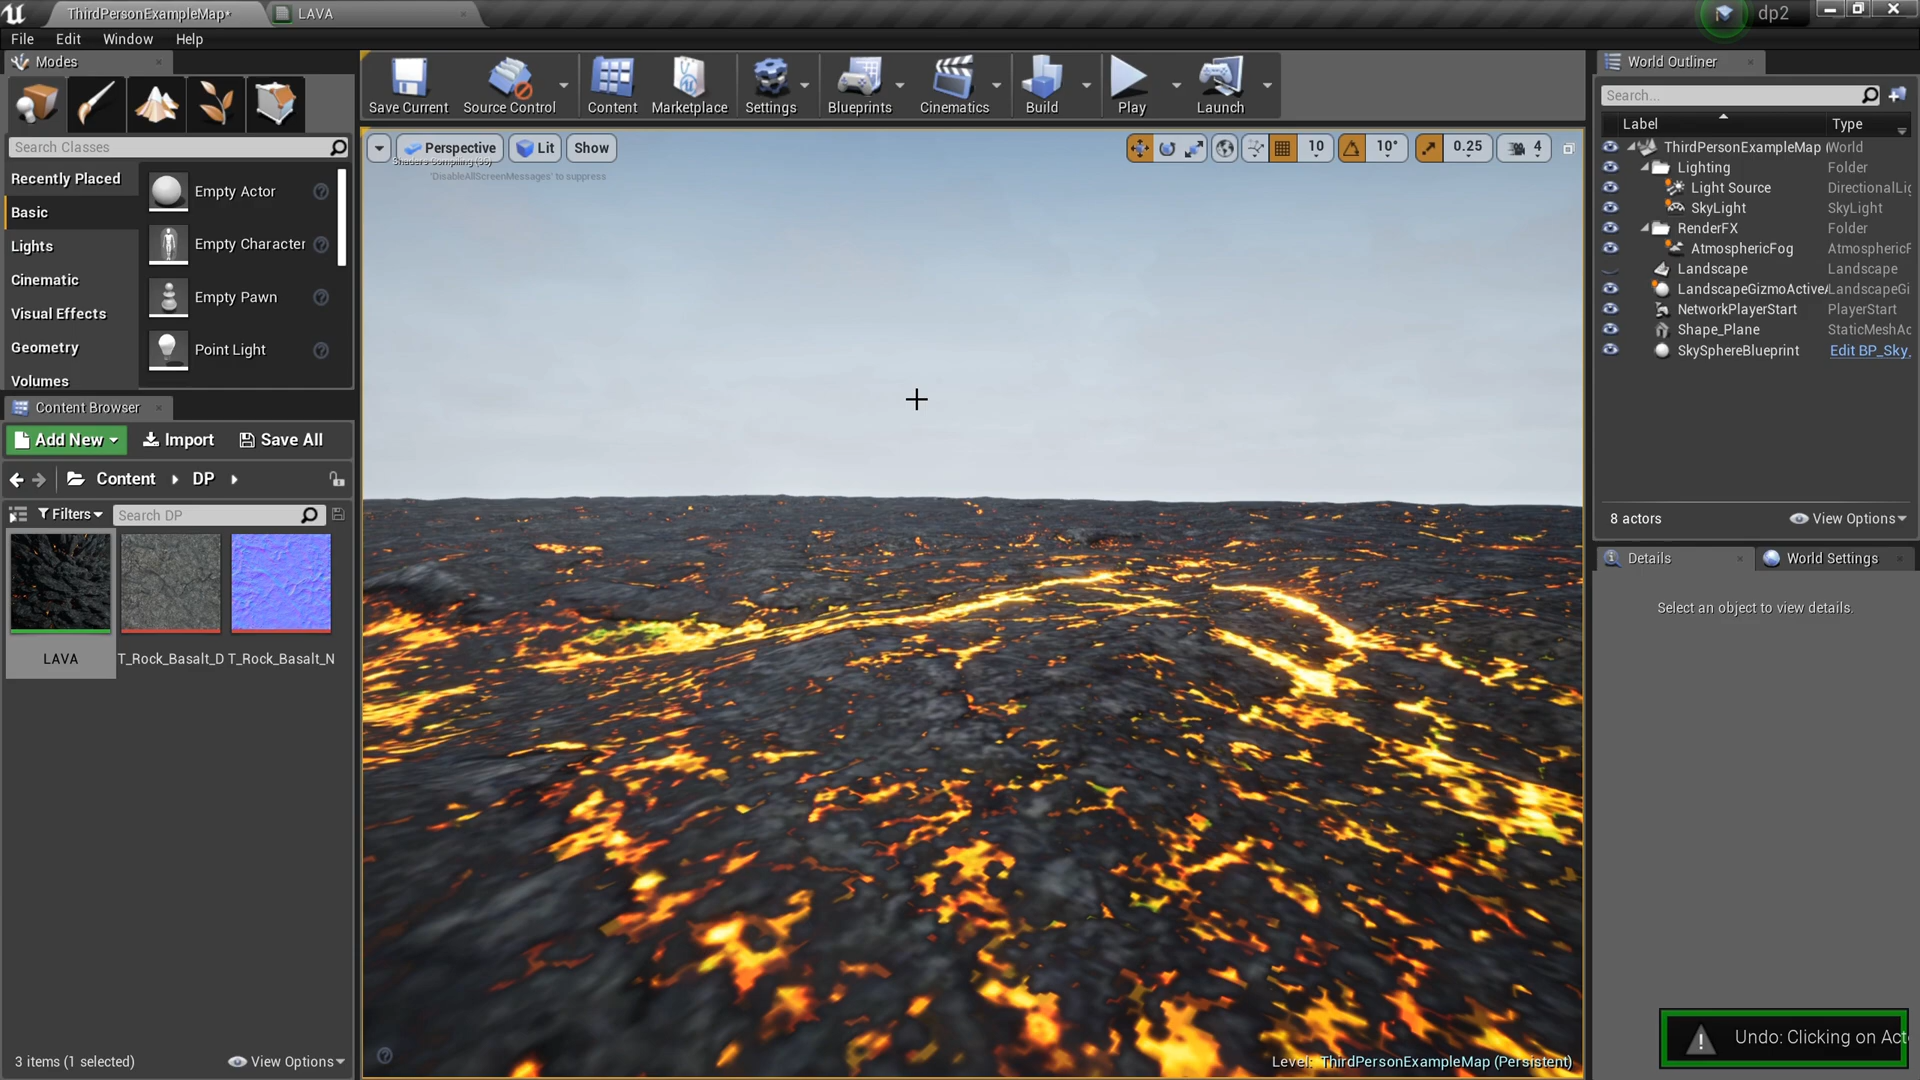 ThirdPersonExampleMap*
LAVA
dp2
File
Edit
Window
Help
Modes
Search Classes
Recently Placed
Basic
Lights
Cinematic
Visual Effects
Geometry
Volumes
Empty Actor
Empty Character
Empty Pawn
Point Light
Save Current
Source Control
Content
Marketplace
Settings
Blueprints
Cinematics
Build
Play
Launch
Perspective
Lit
Show
Shaders Compiling
'DisableAllScreenMessages' to suppress
10
10°
0.25
4
Content Browser
Add New
Import
Save All
Content
DP
Filters
Search DP
LAVA
T_Rock_Basalt_D
T_Rock_Basalt_N
3 items (1 selected)
View Options
Level: ThirdPersonExampleMap (Persistent)
World Outliner
Search...
Label
Type
ThirdPersonExampleMap (World
Lighting
Folder
Light Source
DirectionalLig
SkyLight
SkyLight
RenderFX
Folder
AtmosphericFog
AtmosphericF
Landscape
Landscape
LandscapeGizmoActiveA
LandscapeGi
NetworkPlayerStart
PlayerStart
Shape_Plane
StaticMeshAc
SkySphereBlueprint
Edit BP_Sky_
8 actors
View Options
Details
World Settings
Select an object to view details.
Undo: Clicking on Act